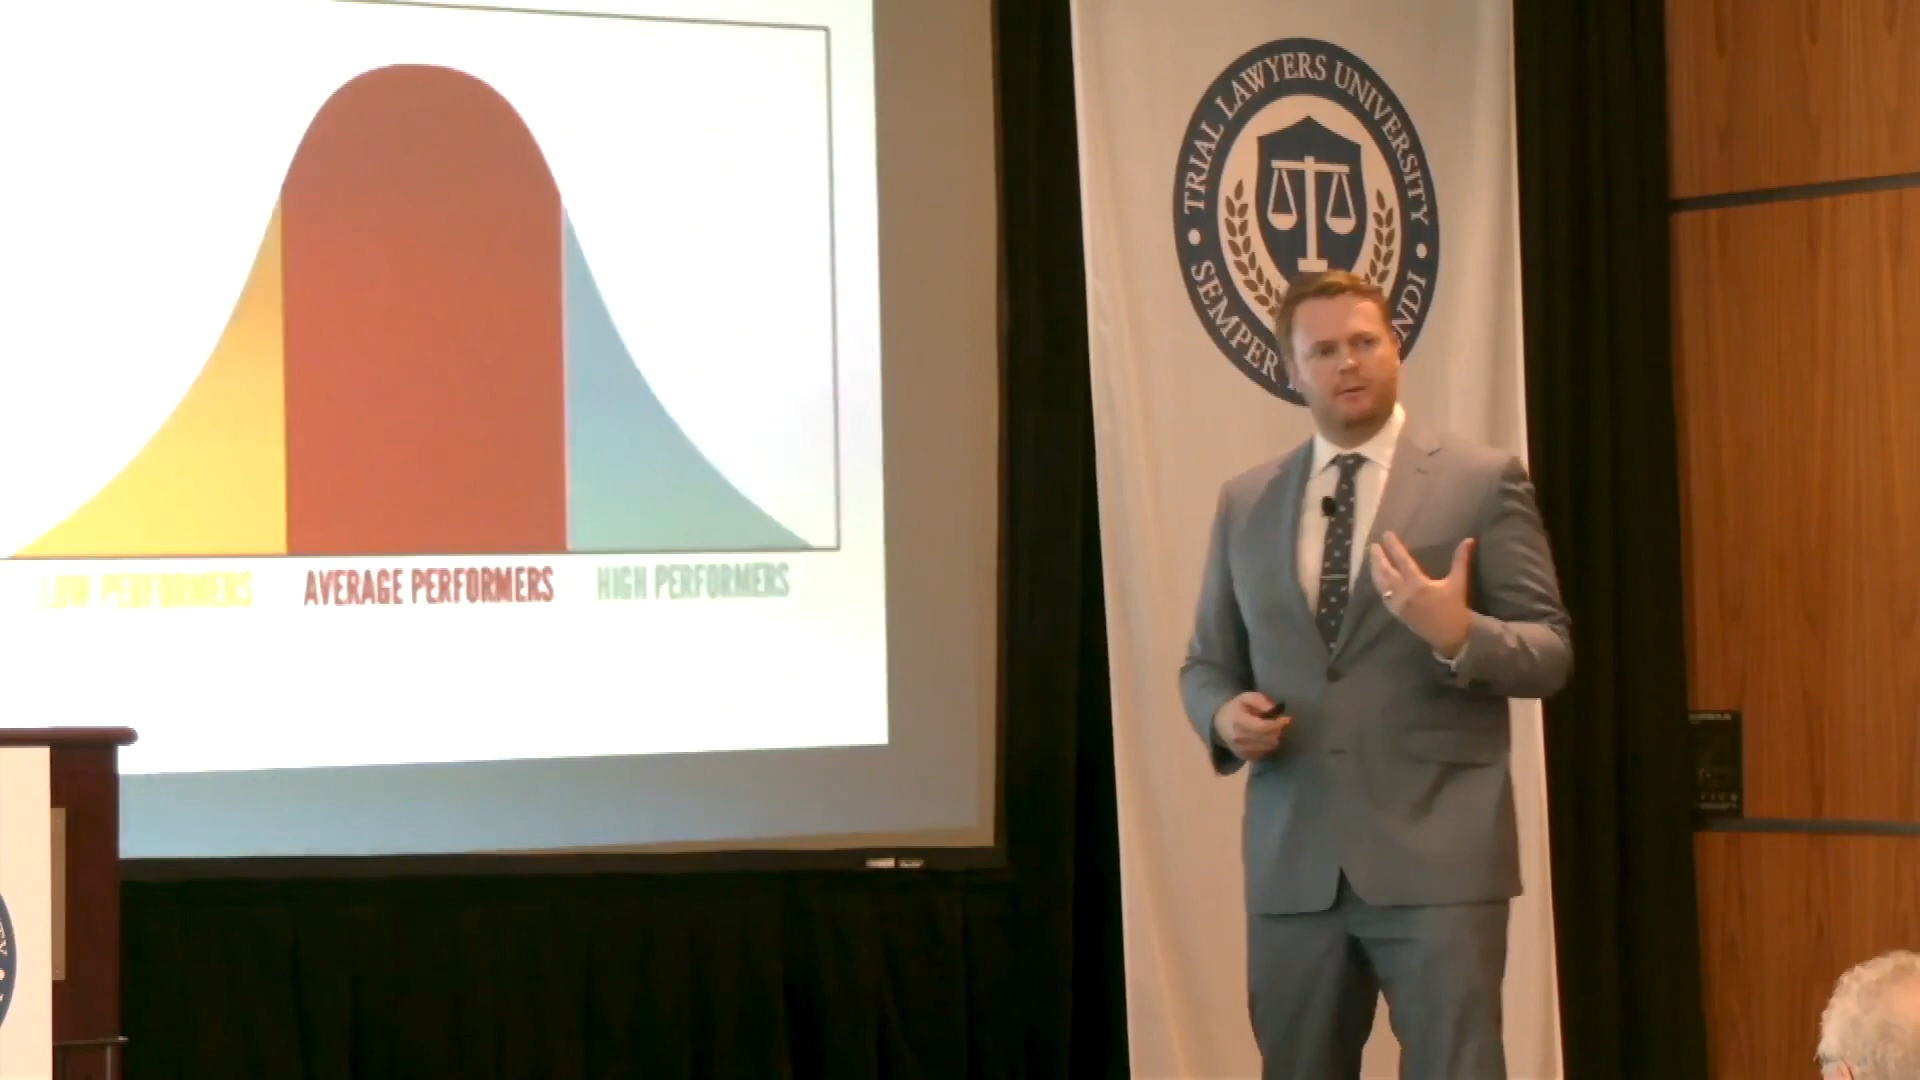 LOW PERFORMERS
AVERAGE PERFORMERS
HIGH PERFORMERS
TRIAL LAWYERS UNIVERSITY
SEMPER